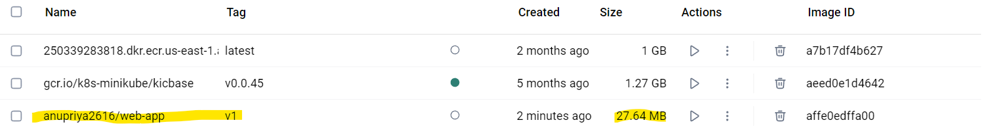 Name Tag Created Size Actions Image ID
250339283818.dkr.ecr.us-east-1. latest 2 months ago 1 GB a7b17df4b627
gcr.io/k8s-minikube/kicbase v0.0.45 5 months ago 1.27 GB aeed0e1d4642
anupriya2616/web-app v1 2 minutes ago 27.64 MB affe0edffa00